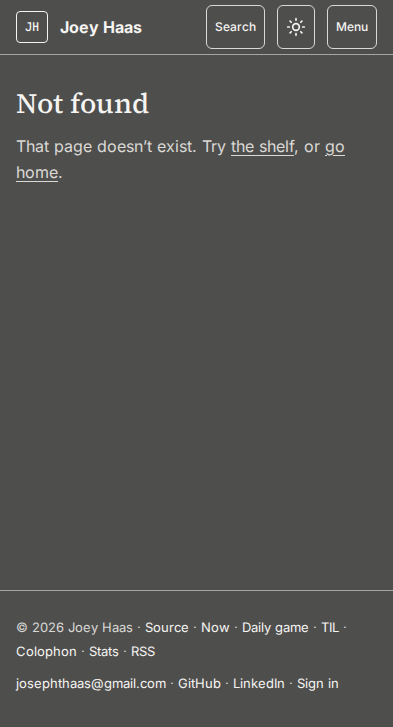 JH Joey Haas Search Menu
Not found
That page doesn’t exist. Try the shelf, or go
home.
© 2026 Joey Haas · Source · Now · Daily game · TIL ·
Colophon · Stats · RSS
josephthaas@gmail.com · GitHub · LinkedIn · Sign in